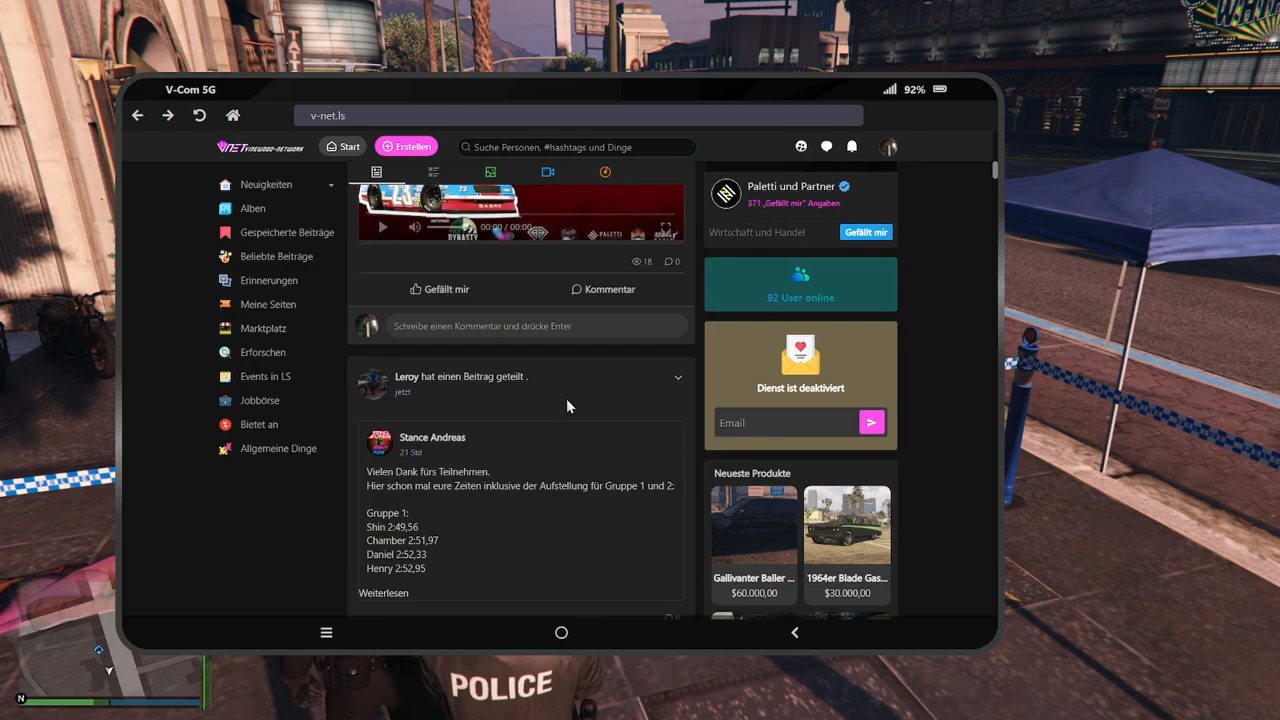 V-Com 5G
92%
v-net.ls
VNET VINEWOOD-NETWORK
Start
Erstellen
Suche Personen, #hashtags und Dinge
Neuigkeiten
Alben
Gespeicherte Beiträge
Beliebte Beiträge
Erinnerungen
Meine Seiten
Marktplatz
Erforschen
Events in LS
Jobbörse
Bietet an
Allgemeine Dinge
23
00:00 / 00:00
DYNASTY
PALETTI
18
0
Gefällt mir
Kommentar
Schreibe einen Kommentar und drücke Enter
Leroy hat einen Beitrag geteilt .
jetzt
Stance Andreas
21 Std
Vielen Dank fürs Teilnehmen.
Hier schon mal eure Zeiten inklusive der Aufstellung für Gruppe 1 und 2:
Gruppe 1:
Shin 2:49,56
Chamber 2:51,97
Daniel 2:52,33
Henry 2:52,95
Weiterlesen
Paletti und Partner
371 „Gefällt mir“ Angaben
Wirtschaft und Handel
Gefällt mir
92 User online
Dienst ist deaktiviert
Email
Neueste Produkte
Gallivanter Baller ...
$60.000,00
1964er Blade Gas...
$30.000,00
N
POLICE